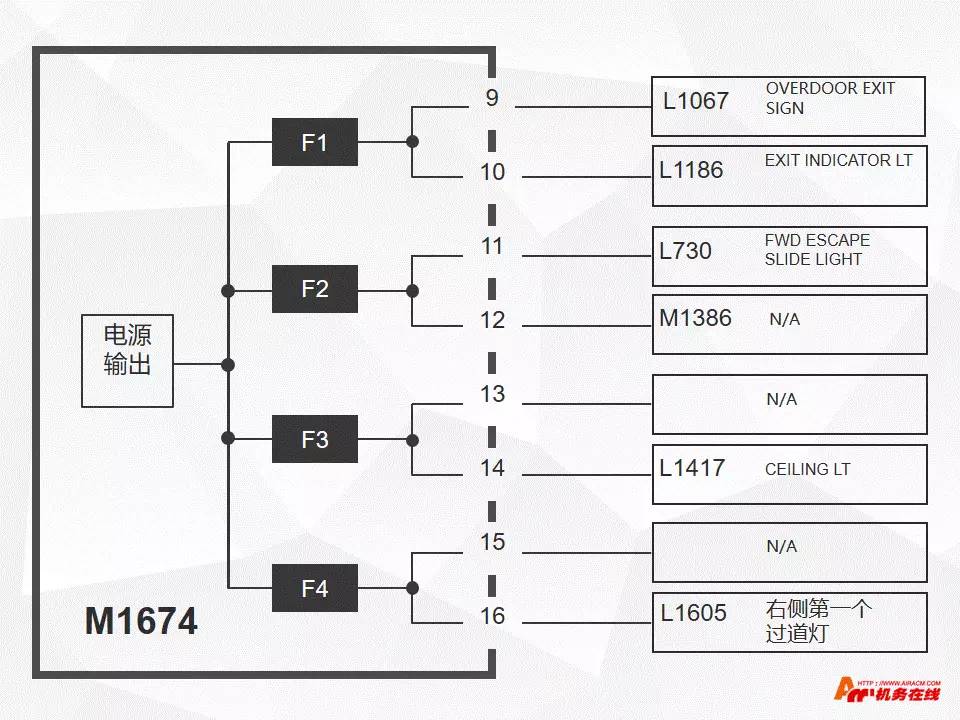 9
L1067
OVERDOOR EXIT
SIGN
F1
10
L1186
EXIT INDICATOR LT
11
L730
FWD ESCAPE
SLIDE LIGHT
F2
12
M1386
N/A
电源
输出
13
N/A
F3
14
L1417
CEILING LT
15
N/A
F4
16
L1605
右侧第一个
过道灯
M1674
HTTP://WWW.AIRACM.COM
机务在线